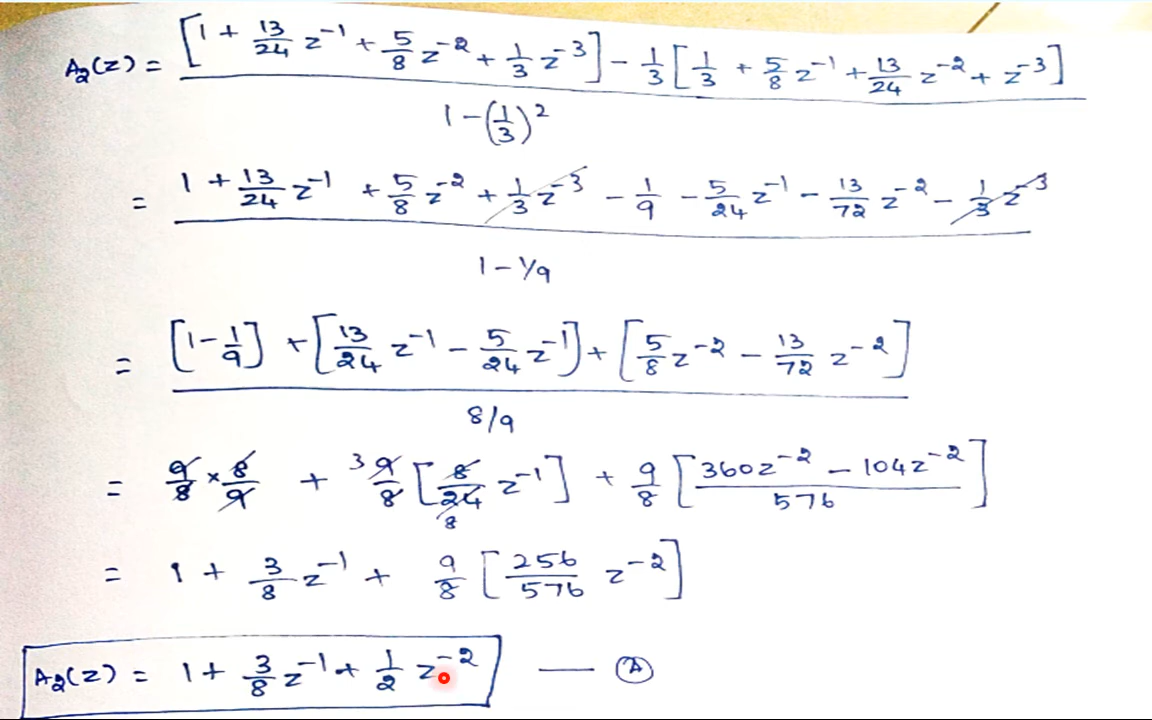 A₂(z) = [1 + 13/24 z⁻¹ + 5/8 z⁻² + 1/3 z⁻³] - 1/3 [1/3 + 5/8 z⁻¹ + 13/24 z⁻² + z⁻³]
1 - (1/3)²
= 1 + 13/24 z⁻¹ + 5/8 z⁻² + 1/3 z⁻³ - 1/9 - 5/24 z⁻¹ - 13/72 z⁻² - 1/3 z⁻³
1 - 1/9
= [1 - 1/9] + [13/24 z⁻¹ - 5/24 z⁻¹] + [5/8 z⁻² - 13/72 z⁻²]
8/9
= 9/8 × 8/9 + 3 9/8 [8/24 z⁻¹] + 9/8 [360z⁻² - 104z⁻² / 576]
8
= 1 + 3/8 z⁻¹ + 9/8 [256/576 z⁻²]
A₂(z) = 1 + 3/8 z⁻¹ + 1/2 z⁻² — Ⓐ